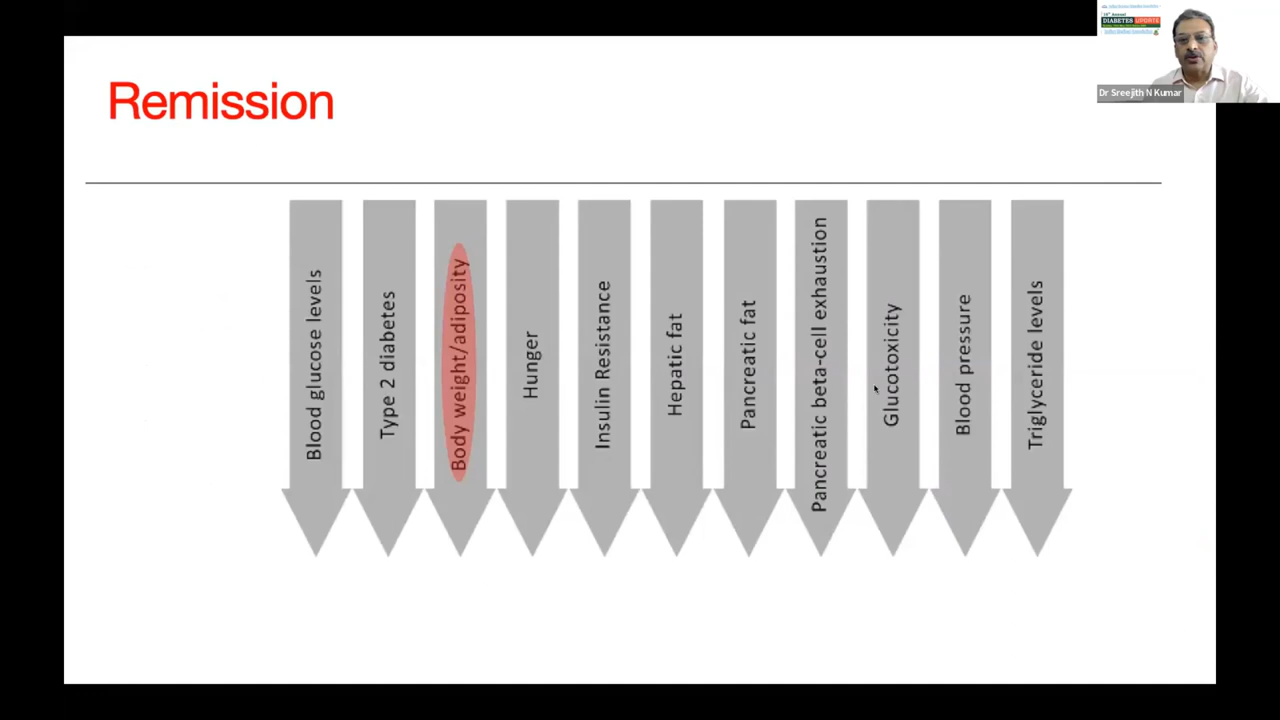 DIABETES UPDATE
Dr Sreejith N Kumar
Remission
Blood glucose levels
Type 2 diabetes
Body weight/adiposity
Hunger
Insulin Resistance
Hepatic fat
Pancreatic fat
Pancreatic beta-cell exhaustion
Glucotoxicity
Blood pressure
Triglyceride levels